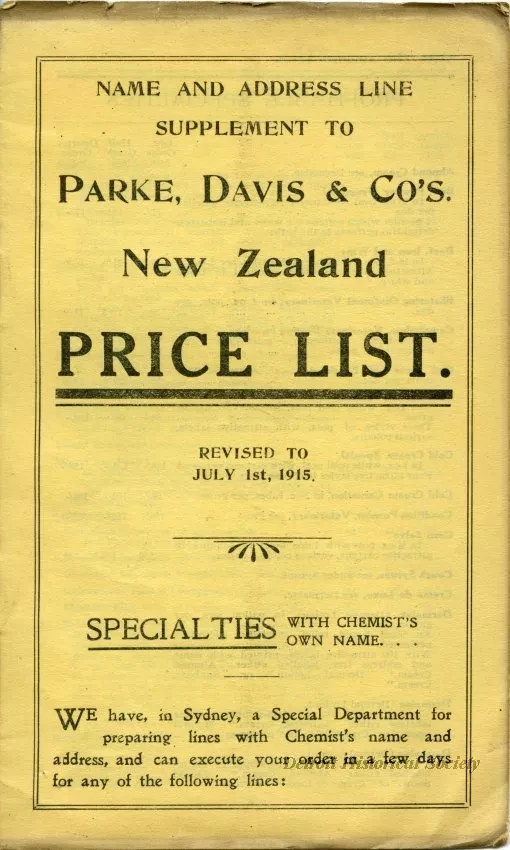 NAME AND ADDRESS LINE
SUPPLEMENT TO
PARKE, DAVIS & CO'S.
New Zealand
PRICE LIST.
REVISED TO
JULY 1st, 1915.
SPECIALTIES WITH CHEMIST'S
OWN NAME. . .
WE have, in Sydney, a Special Department for
preparing lines with Chemist's name and
address, and can execute your order in a few days
for any of the following lines:
Detroit Historical Society